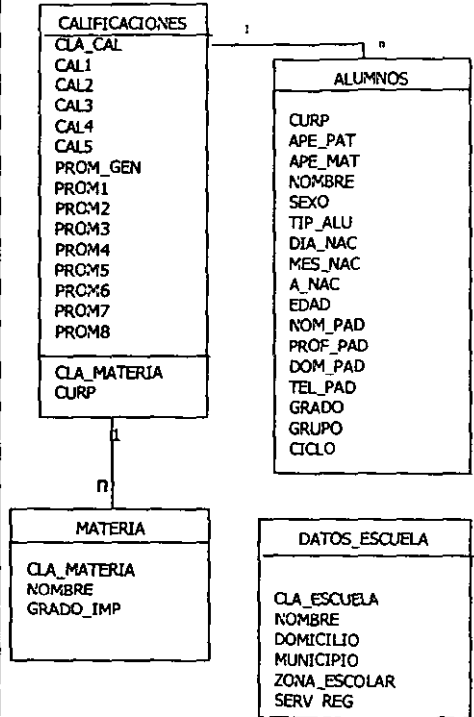 CALIFICACIONES
CLA_CAL
CAL1
CAL2
CAL3
CAL4
CAL5
PROM_GEN
PROM1
PROM2
PROM3
PROM4
PROM5
PROM6
PROM7
PROM8
CLA_MATERIA
CURP
1
n
ALUMNOS
CURP
APE_PAT
APE_MAT
NOMBRE
SEXO
TIP_ALU
DIA_NAC
MES_NAC
A_NAC
EDAD
NOM_PAD
PROF_PAD
DOM_PAD
TEL_PAD
GRADO
GRUPO
CICLO
1
n
MATERIA
CLA_MATERIA
NOMBRE
GRADO_IMP
DATOS_ESCUELA
CLA_ESCUELA
NOMBRE
DOMICILIO
MUNICIPIO
ZONA_ESCOLAR
SERV REG